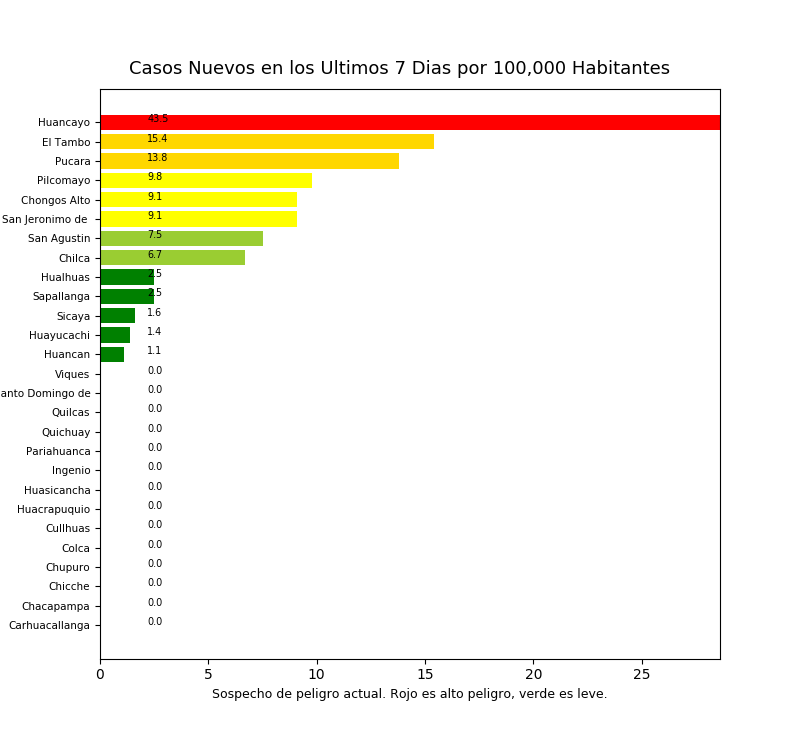 Casos Nuevos en los Ultimos 7 Dias por 100,000 Habitantes
Huancayo 43.5
El Tambo 15.4
Pucara 13.8
Pilcomayo 9.8
Chongos Alto 9.1
San Jeronimo de 9.1
San Agustin 7.5
Chilca 6.7
Hualhuas 2.5
Sapallanga 2.5
Sicaya 1.6
Huayucachi 1.4
Huancan 1.1
Viques 0.0
anto Domingo de 0.0
Quilcas 0.0
Quichuay 0.0
Pariahuanca 0.0
Ingenio 0.0
Huasicancha 0.0
Huacrapuquio 0.0
Cullhuas 0.0
Colca 0.0
Chupuro 0.0
Chicche 0.0
Chacapampa 0.0
Carhuacallanga 0.0
0 5 10 15 20 25
Sospecho de peligro actual. Rojo es alto peligro, verde es leve.